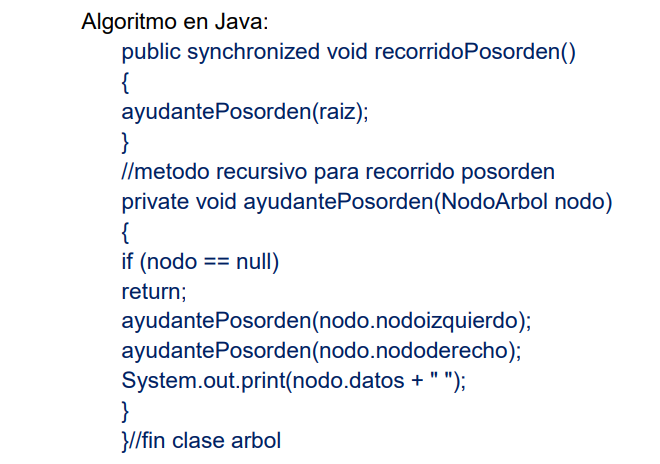 Algoritmo en Java:
public synchronized void recorridoPosorden()
{
ayudantePosorden(raiz);
}
//metodo recursivo para recorrido posorden
private void ayudantePosorden(NodoArbol nodo)
{
if (nodo == null)
return;
ayudantePosorden(nodo.nodoizquierdo);
ayudantePosorden(nodo.nododerecho);
System.out.print(nodo.datos + " ");
}
}//fin clase arbol